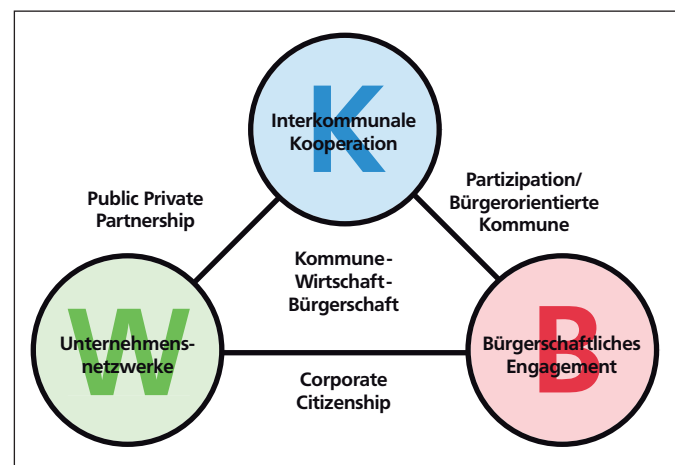 K
Interkommunale
Kooperation
Public Private
Partnership
Partizipation/
Bürgerorientierte
Kommune
Kommune-
Wirtschaft-
Bürgerschaft
W
Unternehmens-
netzwerke
B
Bürgerschaftliches
Engagement
Corporate
Citizenship